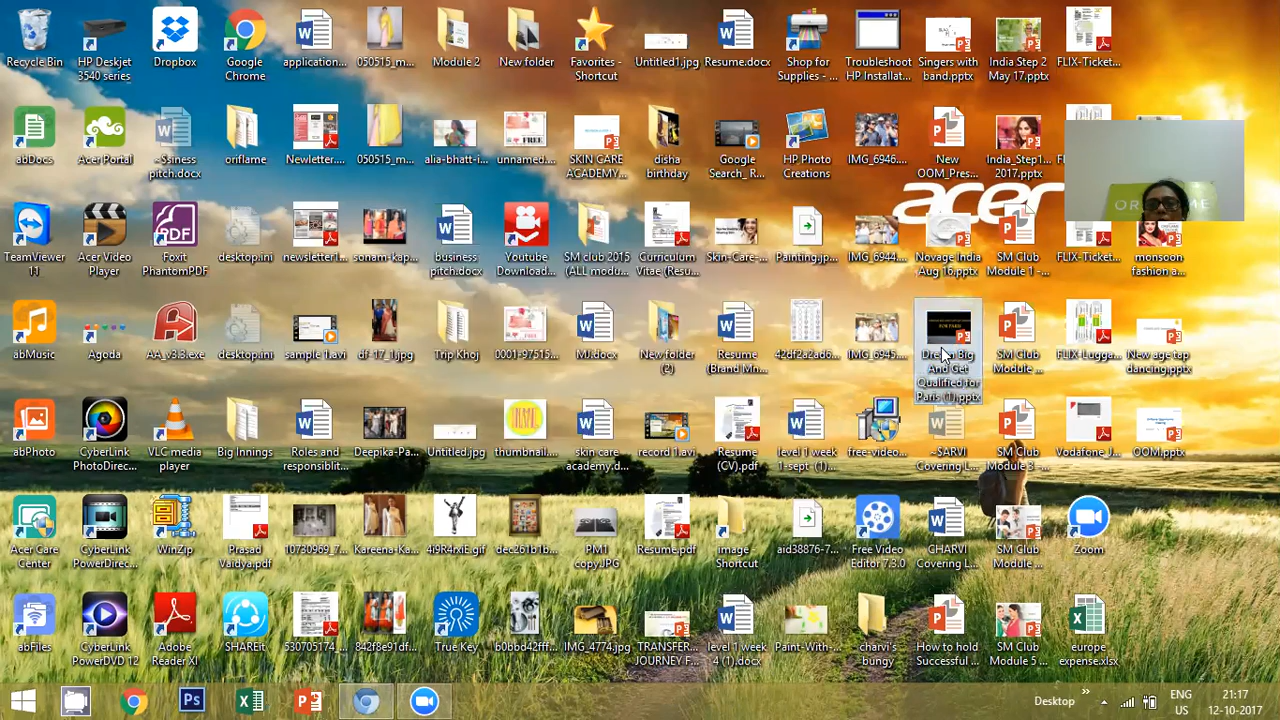 Recycle Bin
HP Deskjet
3540 series
Dropbox
Google
Chrome
application...
050515_m...
Module 2
New folder
Favorites -
Shortcut
Untitled1.jpg
Resume.docx
Shop for
Supplies - ...
Troubleshoot
HP Installat...
Singers with
band.pptx
India Step 2
May 17.pptx
FLIX-Ticket...
abDocs
Acer Portal
~$siness
pitch.docx
oriflame
Newletter....
050515_m...
alia-bhatt-i...
unnamed....
SKIN CARE
ACADEMY...
disha
birthday
Google
Search_ R...
HP Photo
Creations
IMG_6946....
New
OOM_Pres...
India_Step1...
2017.pptx
acer
TeamViewer
11
Acer Video
Player
Foxit
PhantomPDF
desktop.ini
newsletter1...
sonam-kap...
business
pitch.docx
Youtube
Download...
SM club 2015
(ALL modu...
Curriculum
Vitae (Resu...
Skin-Care-...
Painting.jp...
IMG_6944....
Novage India
Aug 16.pptx
SM Club
Module 1 -...
FLIX-Ticket...
monsoon
fashion a...
abMusic
Agoda
AA_v3.3.exe
desktop.ini
sample 1.avi
df-17_1.jpg
Trip Khoj
0001-97515...
MJ.docx
New folder
(2)
Resume
(Brand Mn...
42df2a2ad6...
IMG_6945....
FOR PARIS
Dream Big
And Get
Qualified for
Paris (1).pptx
SM Club
Module ...
FLIX-Lugga...
New age tap
dancing.pptx
abPhoto
CyberLink
PhotoDirec...
VLC media
player
Big Innings
Roles and
responsiblit...
Deepika-Pa...
Untitled.jpg
thumbnail....
skin care
academy.d...
record 1.avi
Resume
(CV).pdf
level 1 week
1-sept- (1)....
free-video...
~SARVI
Covering L...
SM Club
Module 3 -...
Vodafone J...
OOM.pptx
Acer Care
Center
CyberLink
PowerDirec...
WinZip
Prasad
Vaidya.pdf
10730969_7...
Kareena-Ka...
4i9R4rxiE.gif
dec261b1b...
PM1
copy.JPG
Resume.pdf
image -
Shortcut
aid38876-7...
Free Video
Editor 7.3.0
CHARVI
Covering L...
SM Club
Module ...
Zoom
abFiles
CyberLink
PowerDVD 12
Adobe
Reader XI
SHAREit
530705174_...
842f8e91df...
True Key
b0bbd42fff...
IMG_4774.jpg
TRANSFER...
JOURNEY F...
level 1 week
4 (1).docx
Paint-With-...
charvi's
bungy
How to hold
Successful ...
SM Club
Module 5 ...
europe
expense.xlsx
Desktop
ENG
US
21:17
12-10-2017